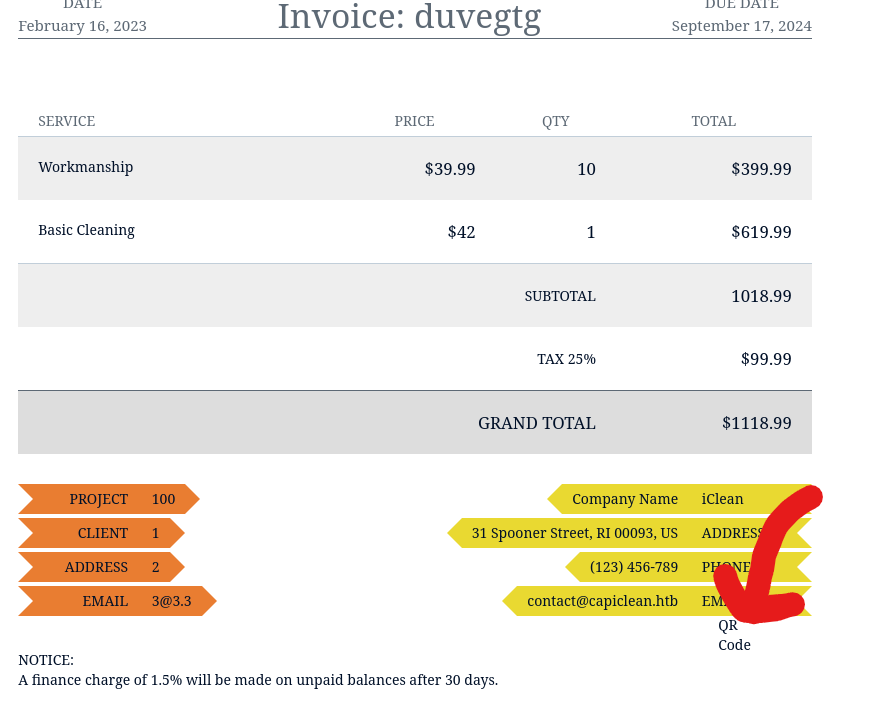 DATE
February 16, 2023
Invoice: duvegtg
DUE DATE
September 17, 2024
SERVICE PRICE QTY TOTAL
Workmanship $39.99 10 $399.99
Basic Cleaning $42 1 $619.99
SUBTOTAL 1018.99
TAX 25% $99.99
GRAND TOTAL $1118.99
PROJECT 100
CLIENT 1
ADDRESS 2
EMAIL 3@3.3
Company Name iClean
31 Spooner Street, RI 00093, US ADDRESS
(123) 456-789 PHONE
contact@capiclean.htb
QR
Code
NOTICE:
A finance charge of 1.5% will be made on unpaid balances after 30 days.